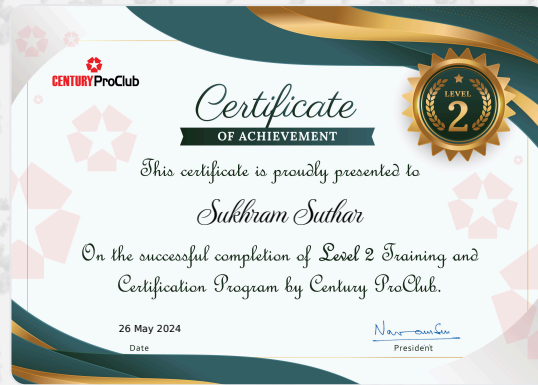 CENTURY ProClub
Certificate
OF ACHIEVEMENT
LEVEL
2
This certificate is proudly presented to
Sukhram Suthar
On the successful completion of Level 2 Training and
Certification Program by Century ProClub.
26 May 2024
Date
President